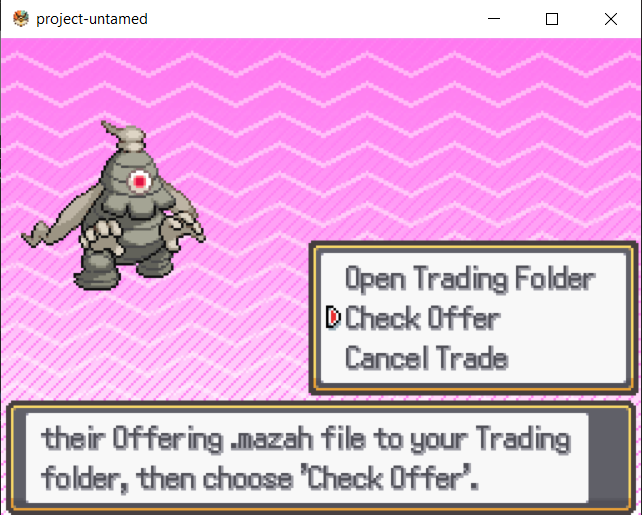 project-untamed
Open Trading Folder
Check Offer
Cancel Trade
their Offering .mazah file to your Trading
folder, then choose 'Check Offer'.